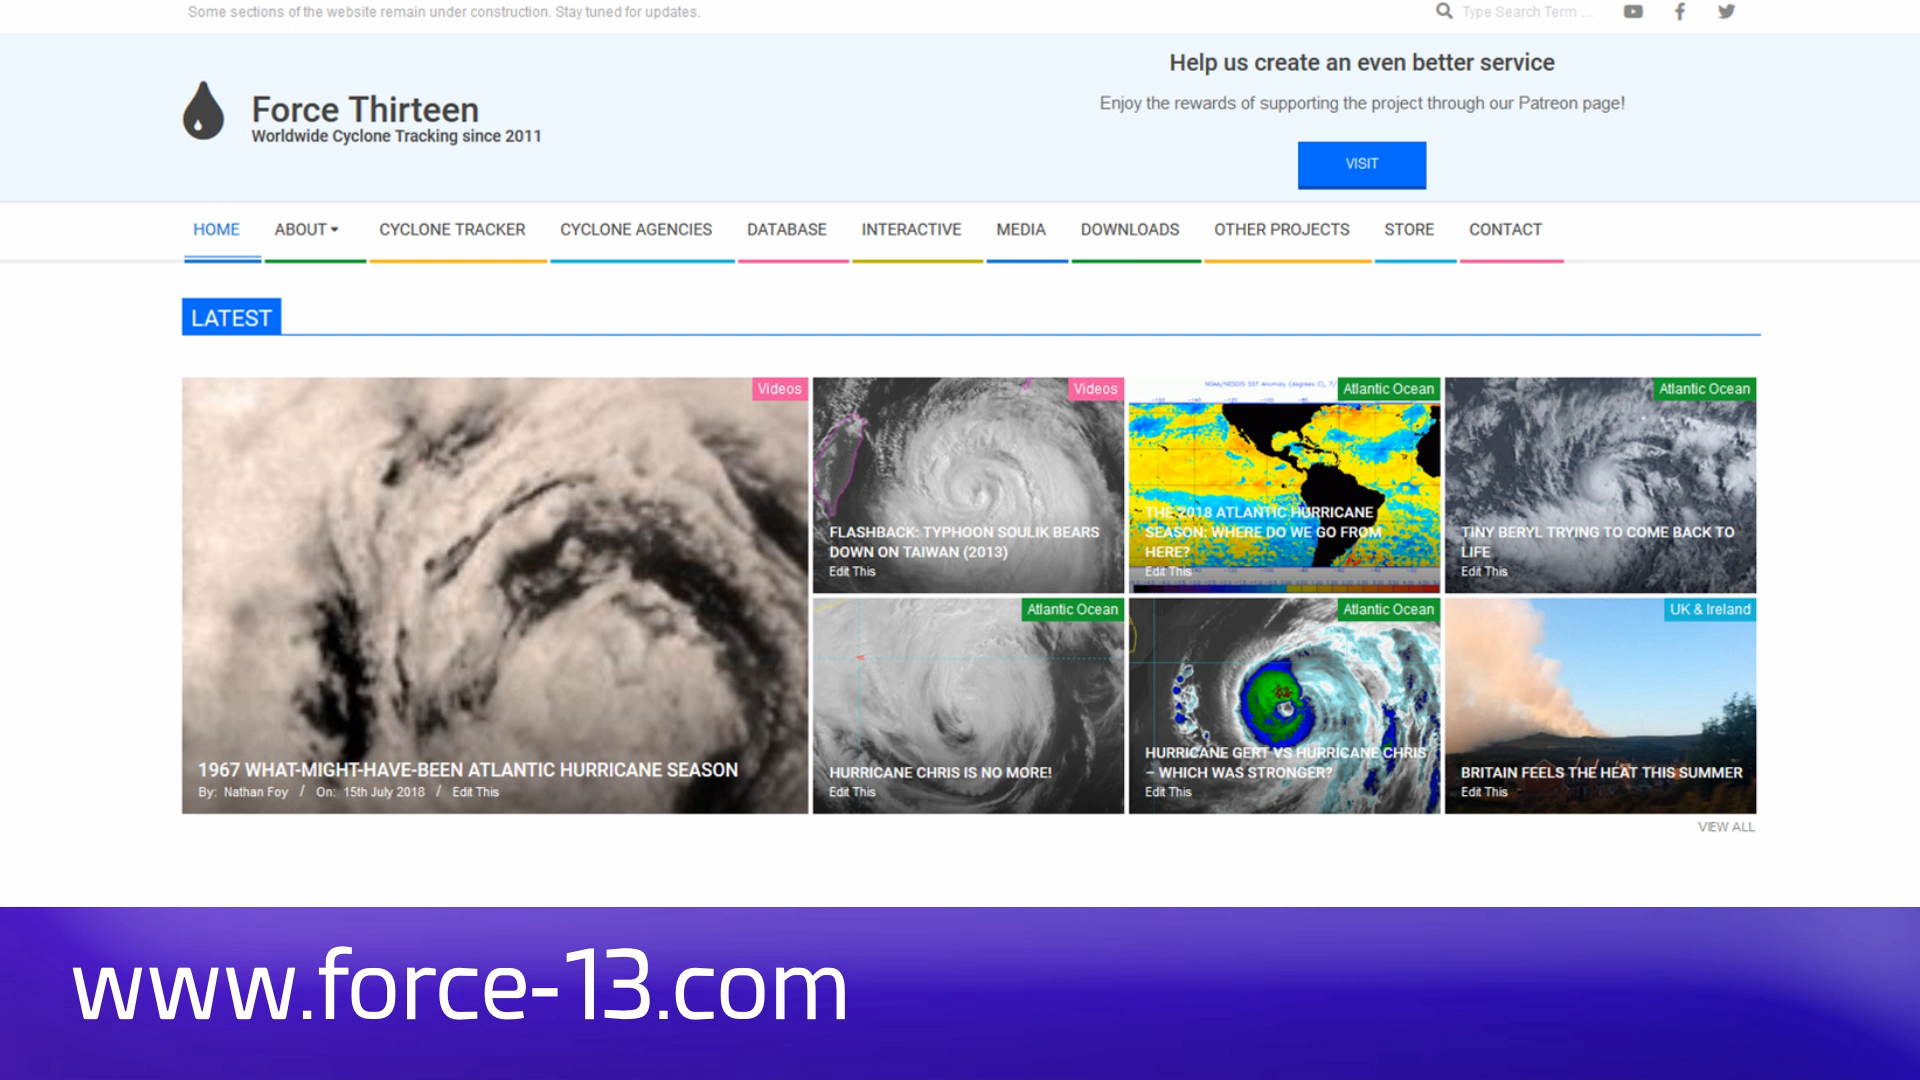 Some sections of the website remain under construction. Stay tuned for updates.
Type Search Term ...
Help us create an even better service
Force Thirteen
Worldwide Cyclone Tracking since 2011
Enjoy the rewards of supporting the project through our Patreon page!
VISIT
HOME ABOUT CYCLONE TRACKER CYCLONE AGENCIES DATABASE INTERACTIVE MEDIA DOWNLOADS OTHER PROJECTS STORE CONTACT
LATEST
Videos
1967 WHAT-MIGHT-HAVE-BEEN ATLANTIC HURRICANE SEASON
By: Nathan Foy / On: 15th July 2018 / Edit This
Videos
FLASHBACK: TYPHOON SOULIK BEARS
DOWN ON TAIWAN (2013)
Edit This
NOAA/NESDIS SST Anomaly (degrees C),
Atlantic Ocean
THE 2018 ATLANTIC HURRICANE
SEASON: WHERE DO WE GO FROM
HERE?
Edit This
Atlantic Ocean
TINY BERYL TRYING TO COME BACK TO
LIFE
Edit This
Atlantic Ocean
HURRICANE CHRIS IS NO MORE!
Edit This
Atlantic Ocean
HURRICANE GERT VS HURRICANE CHRIS
– WHICH WAS STRONGER?
Edit This
UK & Ireland
BRITAIN FEELS THE HEAT THIS SUMMER
Edit This
VIEW ALL
www.force-13.com